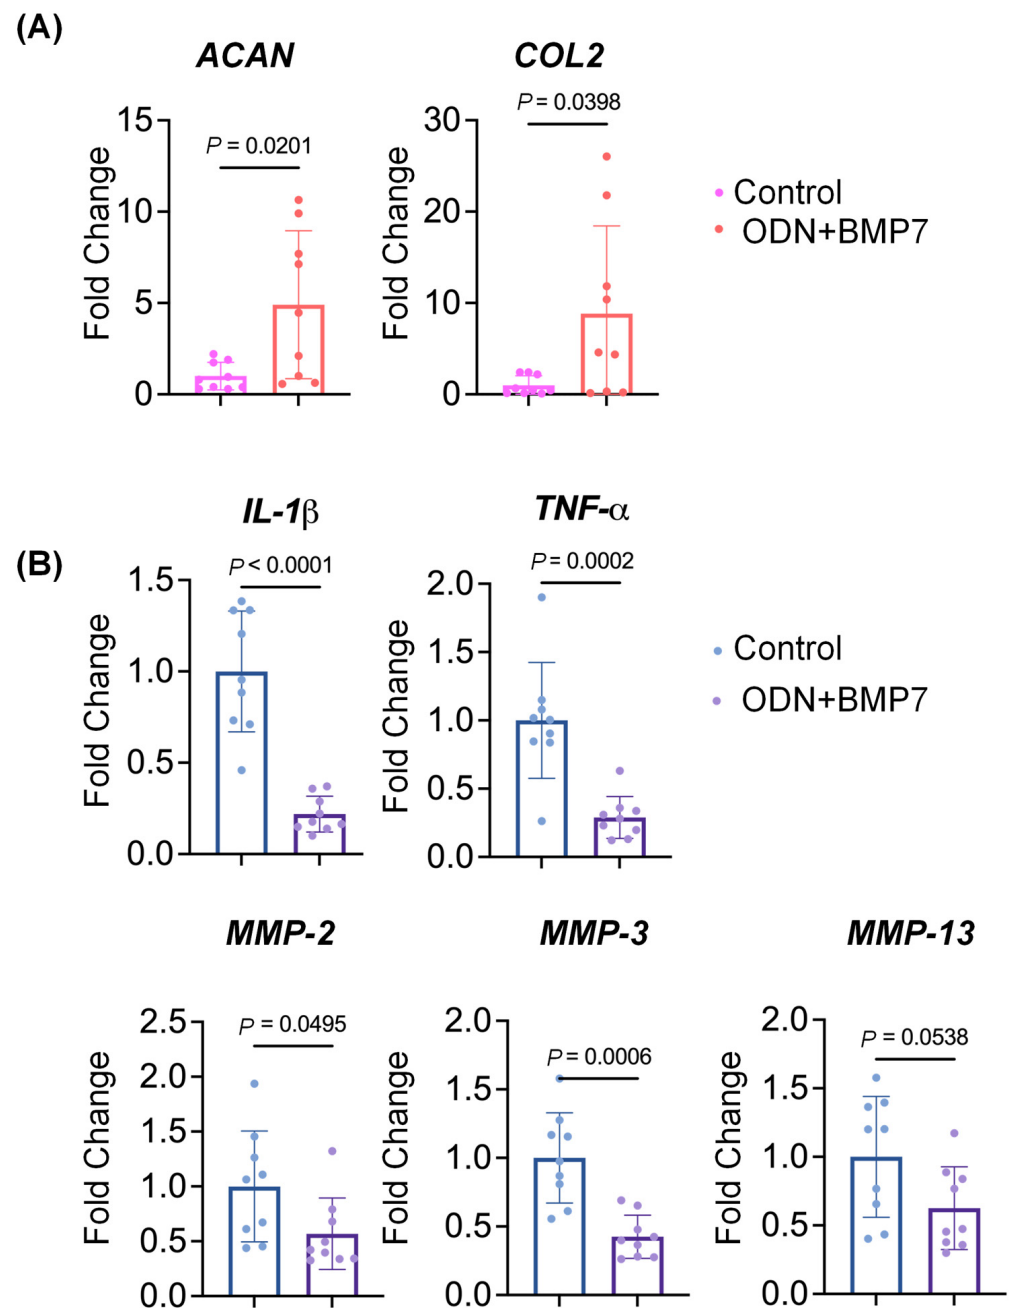 (A)
ACAN
COL2
P = 0.0201
P = 0.0398
Fold Change
15
10
5
0
Fold Change
30
20
10
0
Control
ODN+BMP7
(B)
IL-1β
TNF-α
P < 0.0001
P = 0.0002
Fold Change
1.5
1.0
0.5
0.0
Fold Change
2.0
1.5
1.0
0.5
0.0
Control
ODN+BMP7
MMP-2
MMP-3
MMP-13
P = 0.0495
P = 0.0006
P = 0.0538
Fold Change
2.5
2.0
1.5
1.0
0.5
0.0
Fold Change
2.0
1.5
1.0
0.5
0.0
Fold Change
2.0
1.5
1.0
0.5
0.0